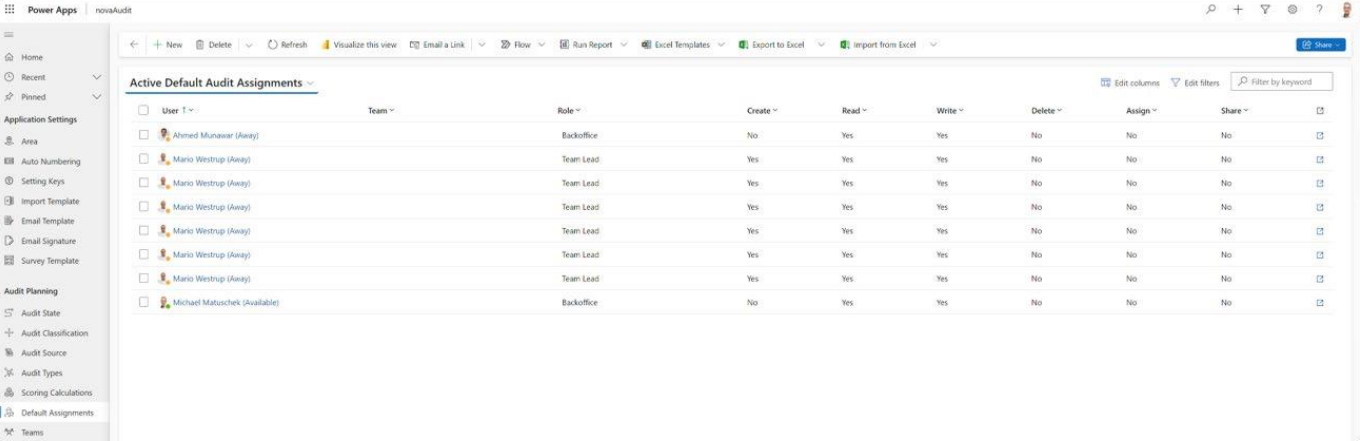 Power Apps novaAudit
New Delete Refresh Visualize this view Email a Link Flow Run Report Excel Templates Export to Excel Import from Excel Share
Home
Recent
Pinned
Application Settings
Area
Auto Numbering
Setting Keys
Import Template
Email Template
Email Signature
Survey Template
Audit Planning
Audit State
Audit Classification
Audit Source
Audit Types
Scoring Calculations
Default Assignments
Teams
Active Default Audit Assignments Edit columns Edit filters Filter by keyword
User Team Role Create Read Write Delete Assign Share
Ahmed Munawar (Away) Backoffice No Yes Yes No No No
Mario Westrup (Away) Team Lead Yes Yes Yes No No No
Mario Westrup (Away) Team Lead Yes Yes Yes No No No
Mario Westrup (Away) Team Lead Yes Yes Yes No No No
Mario Westrup (Away) Team Lead Yes Yes Yes No No No
Mario Westrup (Away) Team Lead Yes Yes Yes No No No
Mario Westrup (Away) Team Lead Yes Yes Yes No No No
Michael Matuschek (Available) Backoffice No Yes Yes No No No